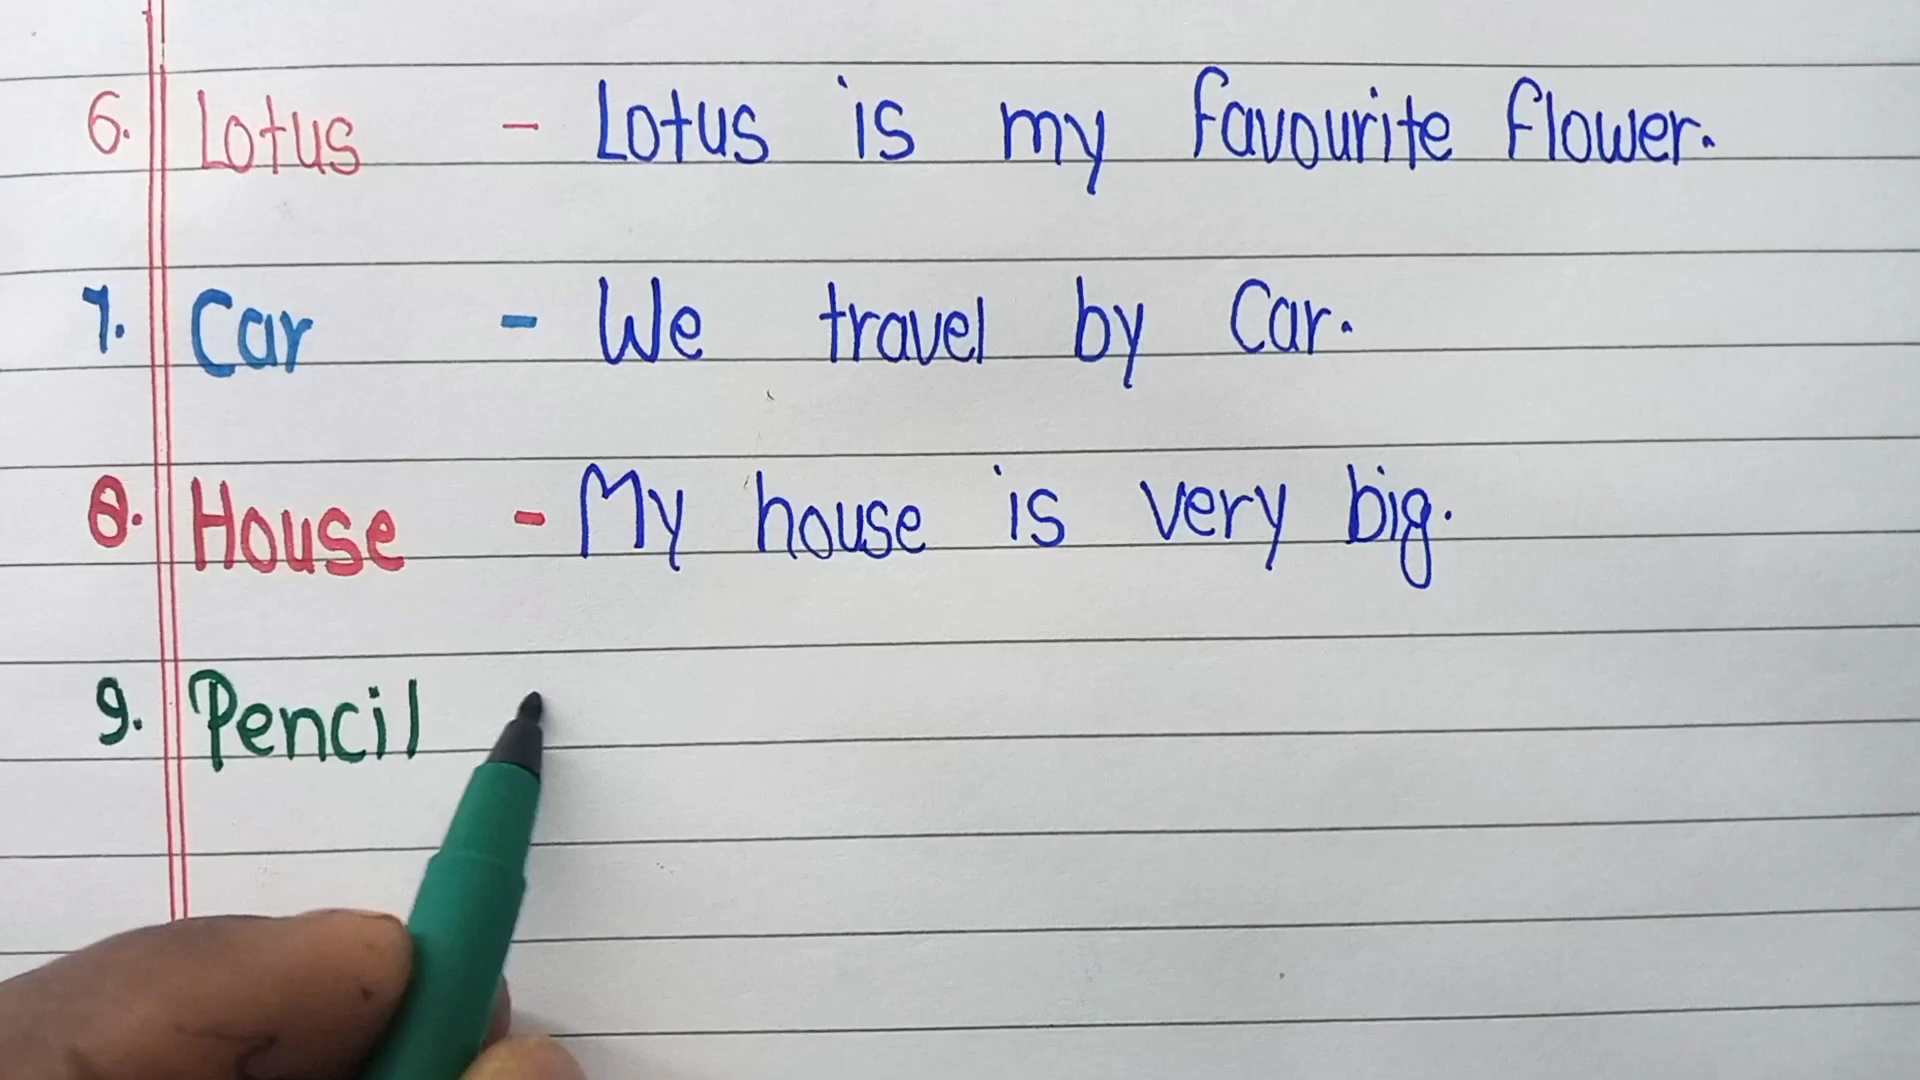 6. Lotus - Lotus is my favourite flower.
7. Car - We travel by Car.
8. House - My house is very big.
9. Pencil